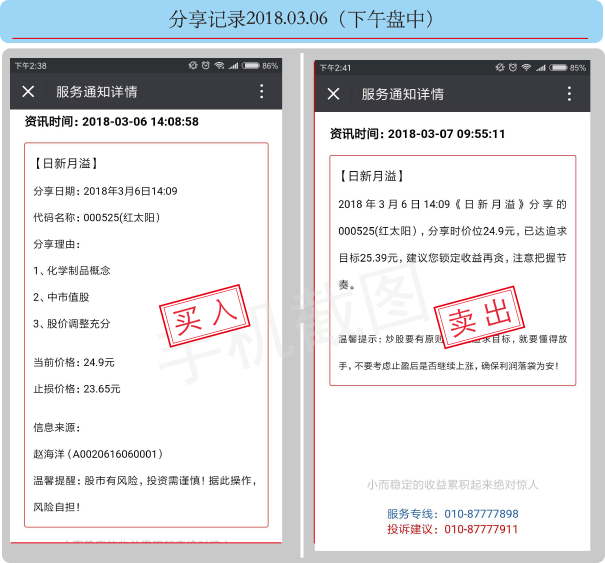 分享记录2018.03.06（下午盘中）
下午2:38
86%
服务通知详情
资讯时间：2018-03-06 14:08:58
【日新月溢】
分享日期：2018年3月6日14:09
代码名称：000525(红太阳）
分享理由：
1、化学制品概念
2、中市值股
3、股价调整充分
买入
当前价格：24.9元
止损价格：23.65元
信息来源：
赵海洋（A0020616060001）
温馨提醒：股市有风险，投资需谨慎！据此操作，
风险自担！
下午2:41
85%
服务通知详情
资讯时间：2018-03-07 09:55:11
【日新月溢】
2018年3月6日14:09《日新月溢》分享的
000525(红太阳），分享时价位24.9元，已达追求
目标25.39元，建议您锁定收益再贪，注意把握节
奏。
卖出
温馨提示：炒股要有原则 求目标，就要懂得放
手，不要考虑止盈后是否继续上涨，确保利润落袋为安！
小而稳定的收益累积起来绝对惊人
服务专线：010-87777898
投诉建议：010-87777911
手机截图